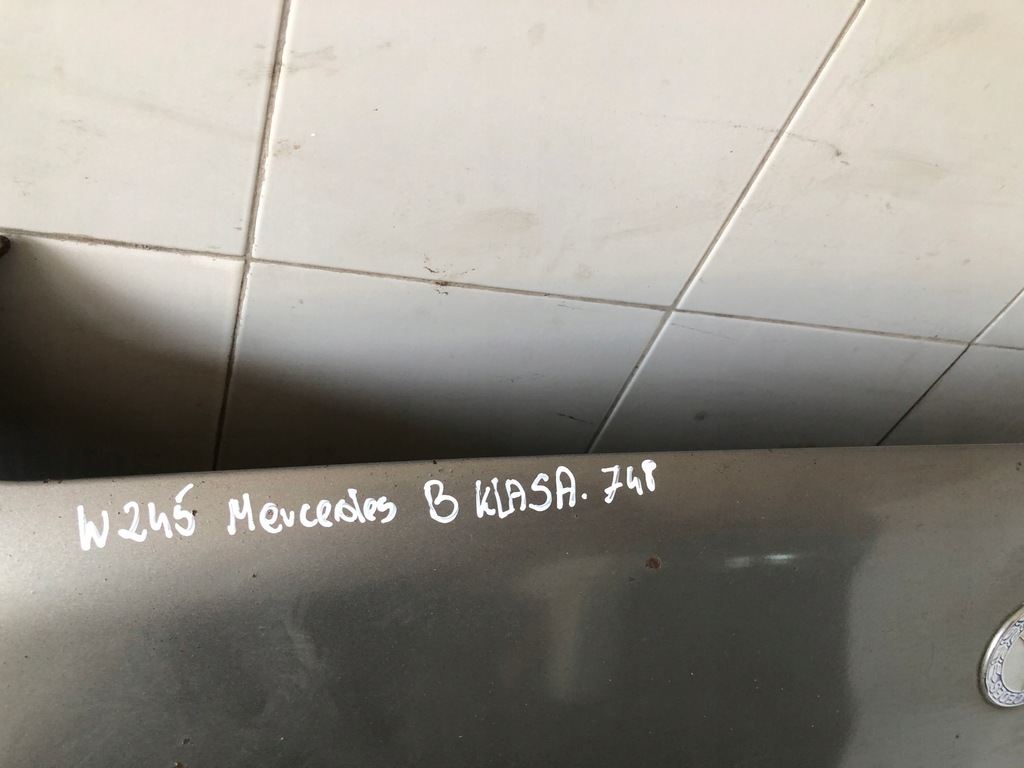 W245 Mercedes B KLASA. 748